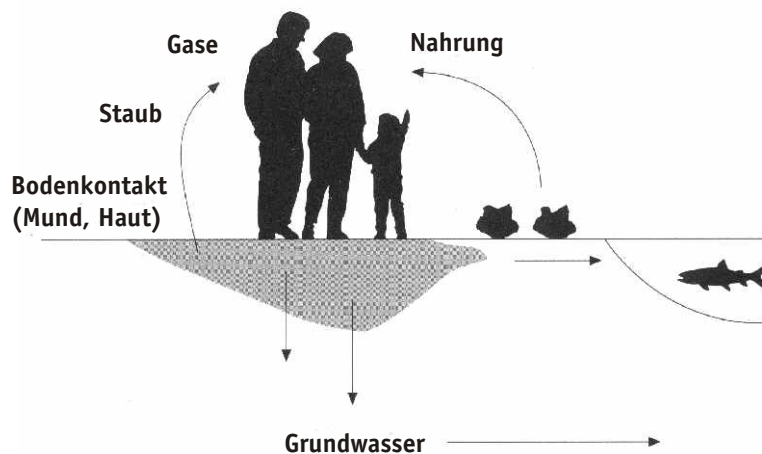 Gase
Nahrung
Staub
Bodenkontakt
(Mund, Haut)
Grundwasser